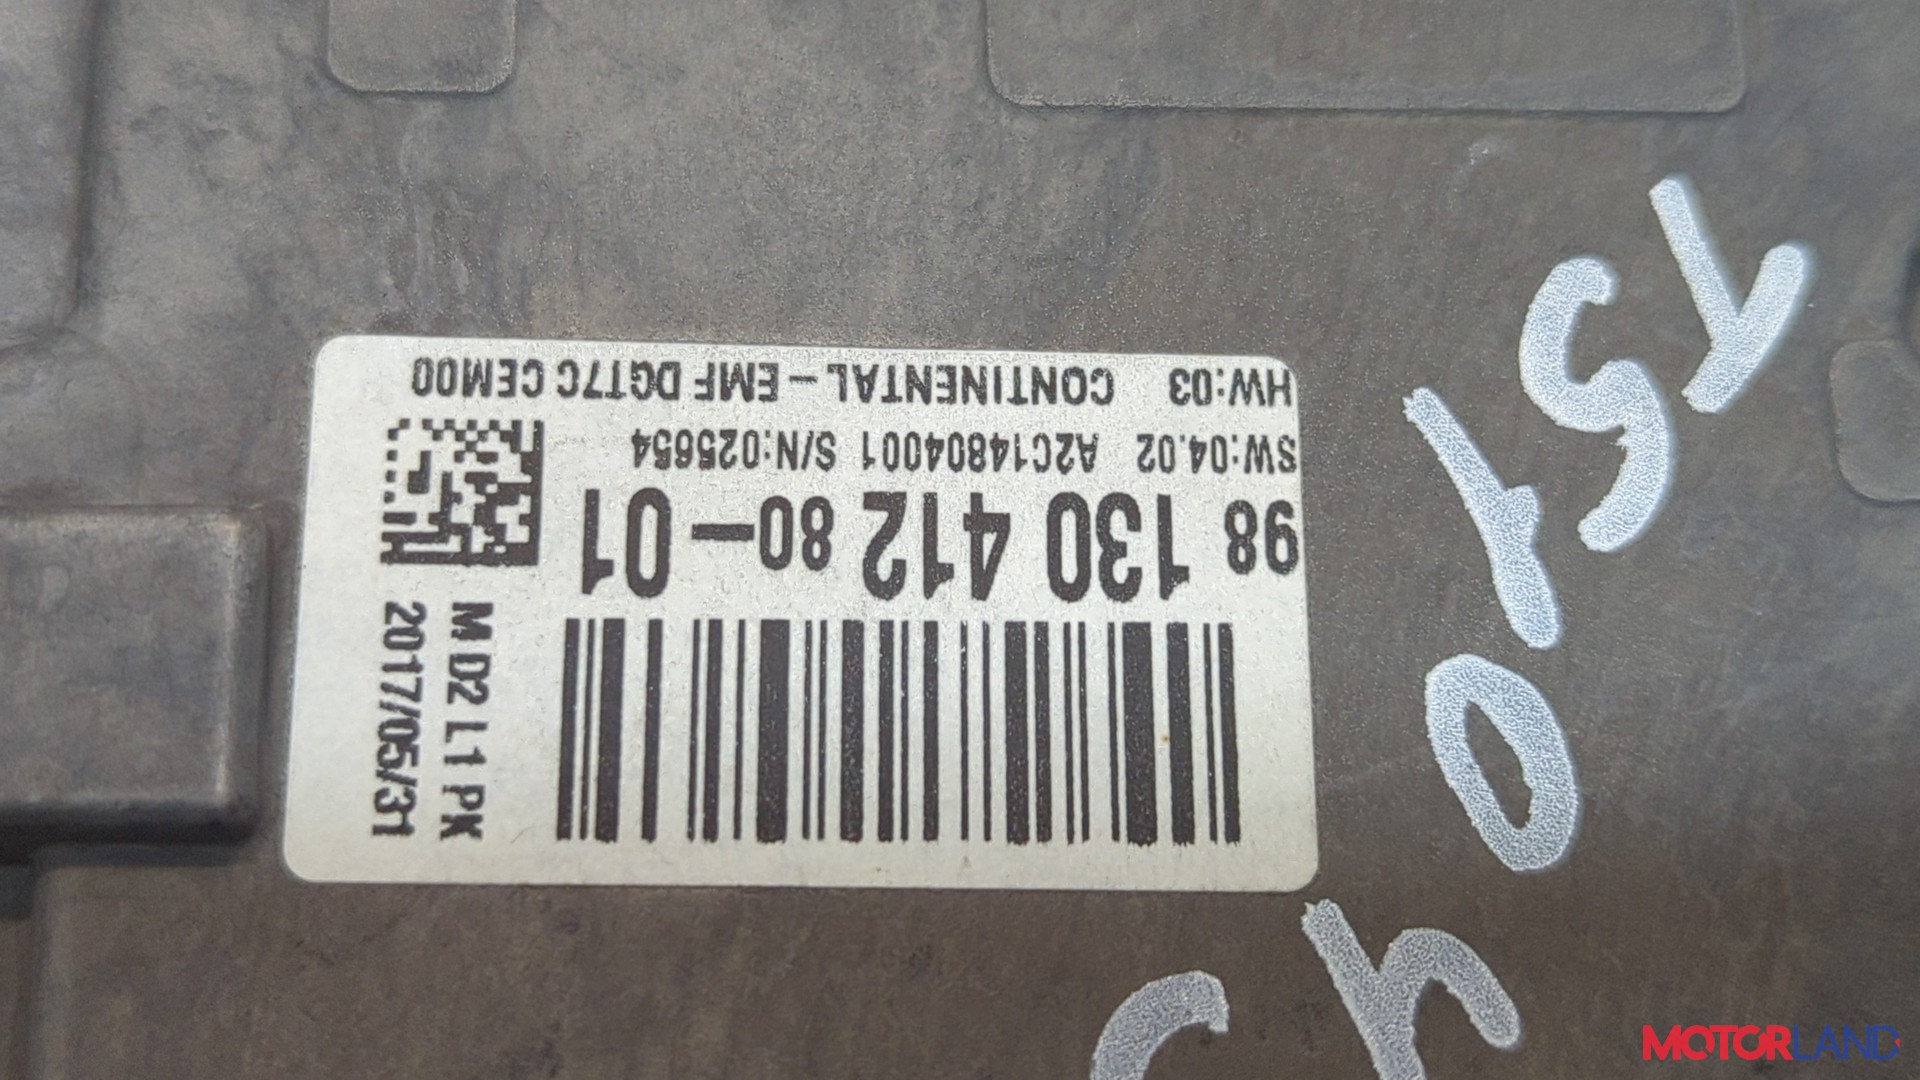 HW:03 CONTINENTAL - EMF DGT7C CEM00
SW:04.02 A2C14804001 S/N:025654
98 130 412 80-01
M D2 L1 PK
2017/05/31
MOTORLAND